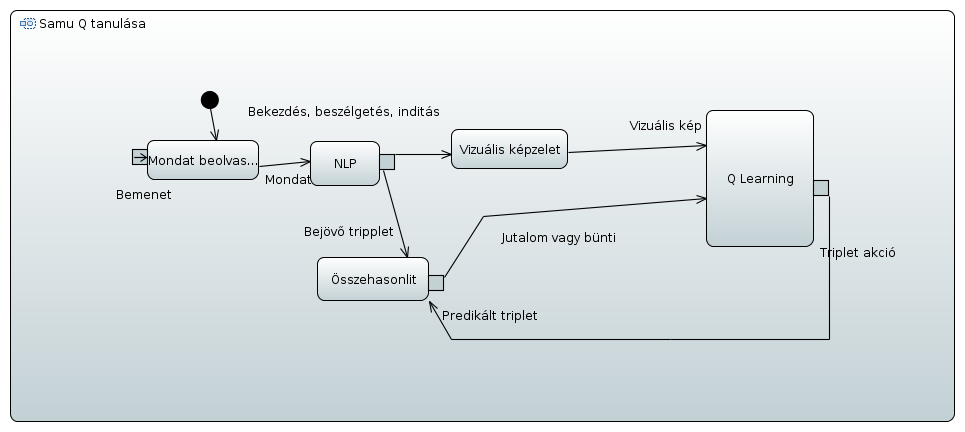 Samu Q tanulása
Bekezdés, beszélgetés, inditás
Vizuális kép
Mondat beolvas...
NLP
Vizuális képzelet
Q Learning
Mondat
Bemenet
Bejövő tripplet
Jutalom vagy bünti
Triplet akció
Összehasonlit
Predikált triplet